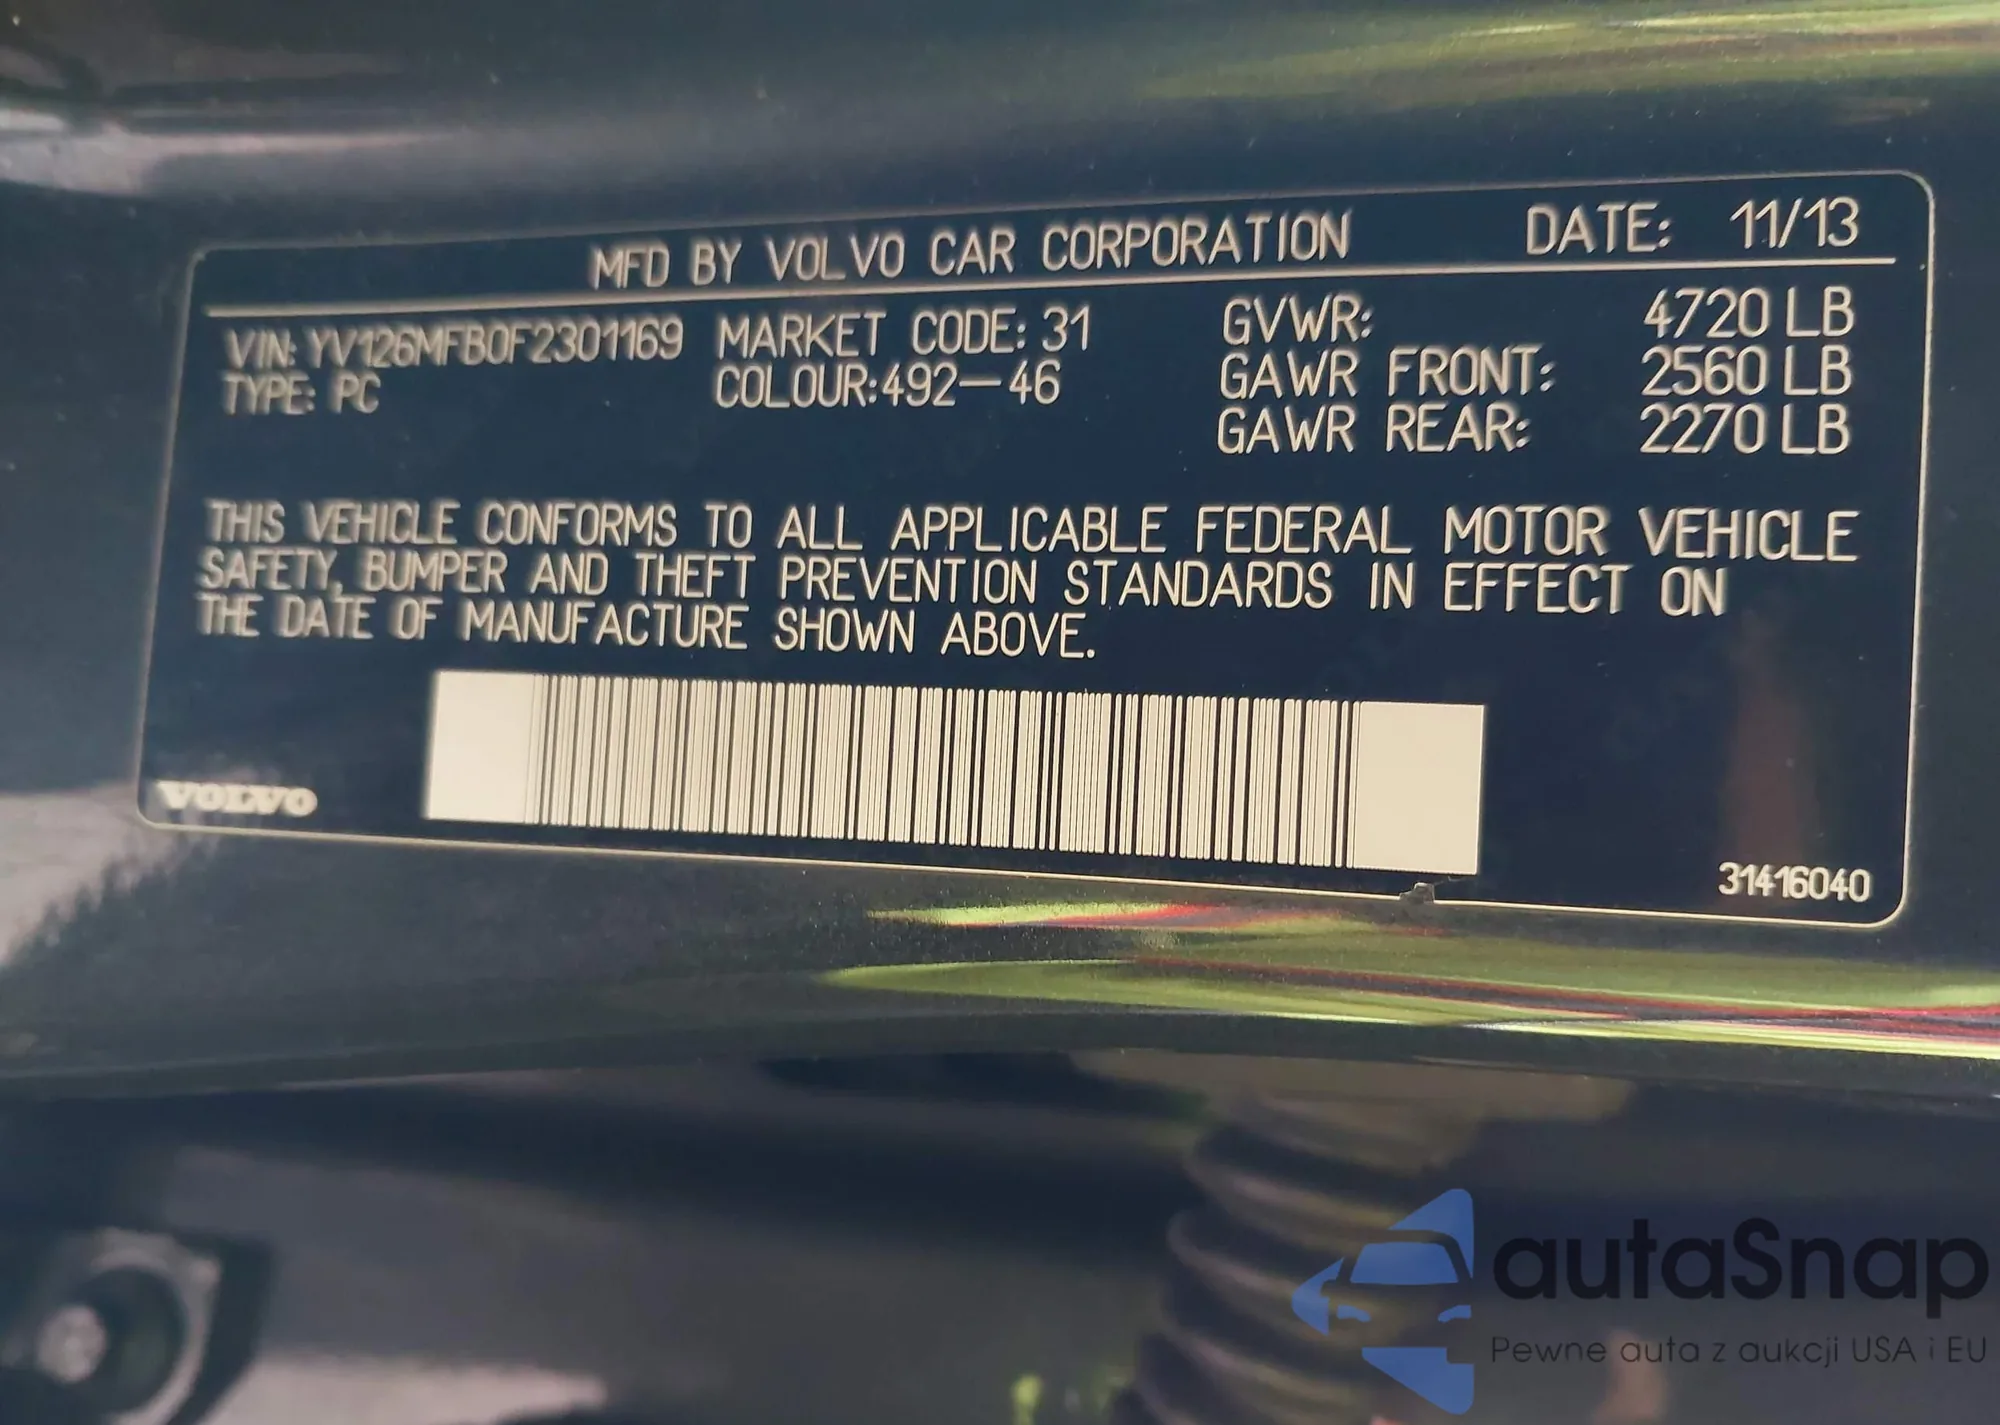 MFD BY VOLVO CAR CORPORATION DATE: 11/13
VIN: YV126MFB0F2301169 MARKET CODE: 31 GVWR: 4720 LB
TYPE: PC COLOUR:492-46 GAWR FRONT: 2560 LB
GAWR REAR: 2270 LB
THIS VEHICLE CONFORMS TO ALL APPLICABLE FEDERAL MOTOR VEHICLE
SAFETY, BUMPER AND THEFT PREVENTION STANDARDS IN EFFECT ON
THE DATE OF MANUFACTURE SHOWN ABOVE.
VOLVO
31416040
autaSnap
Pewne auta z aukcji USA i EU